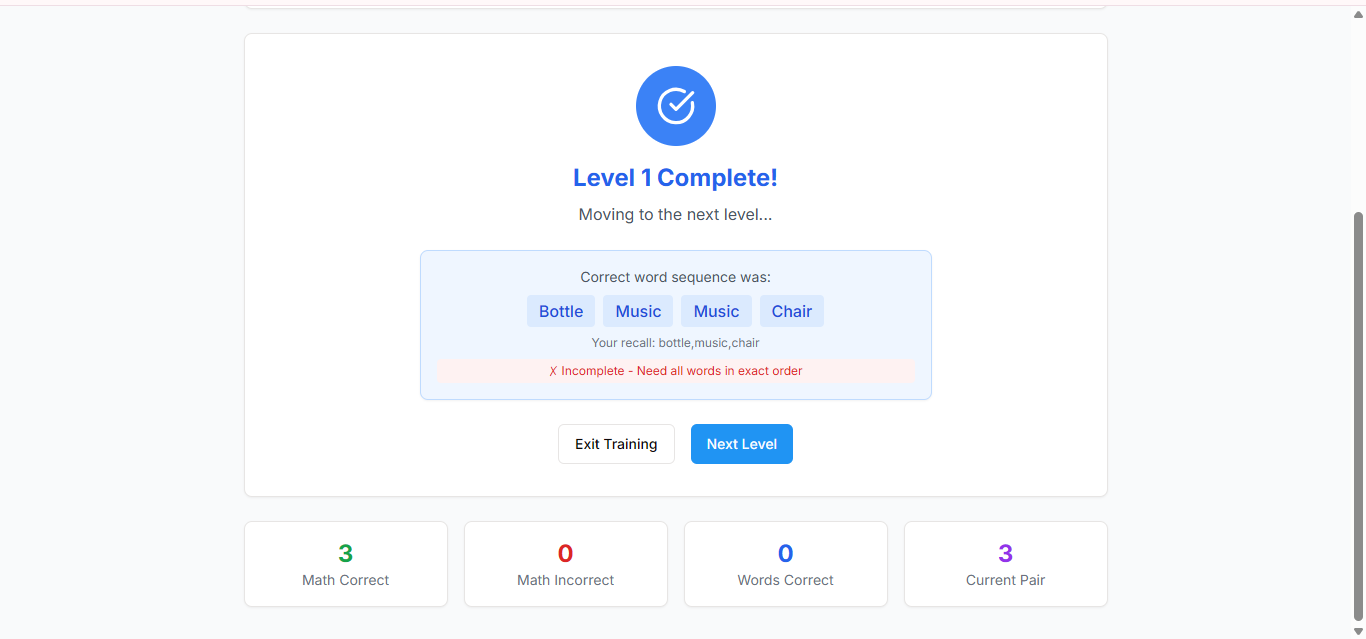 Level 1 Complete!
Moving to the next level...
Correct word sequence was:
Bottle Music Music Chair
Your recall: bottle,music,chair
✗ Incomplete - Need all words in exact order
Exit Training Next Level
3 0 0 3
Math Correct Math Incorrect Words Correct Current Pair